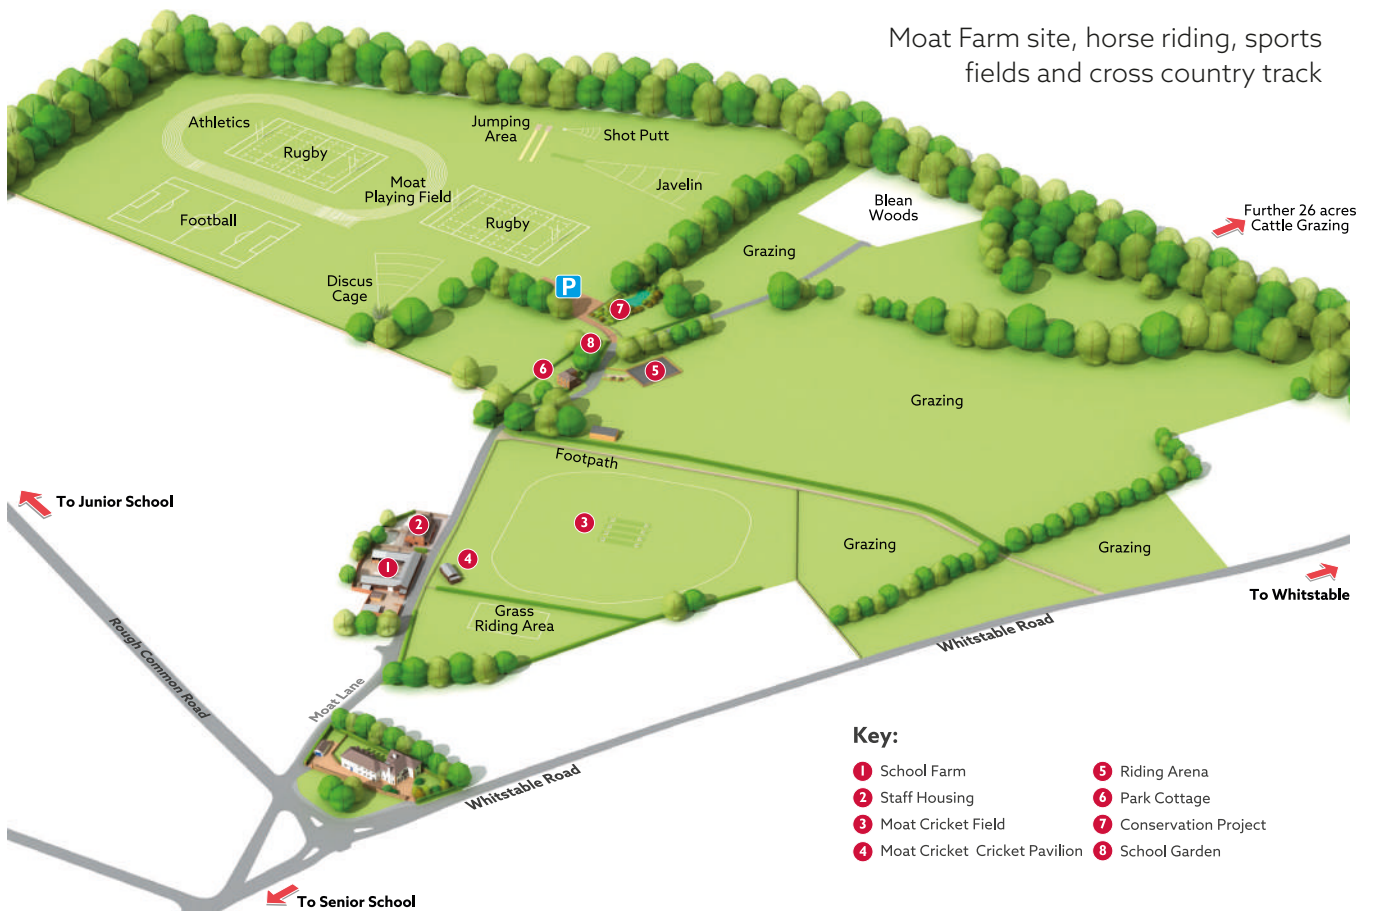 Moat Farm site, horse riding, sports
fields and cross country track
Athletics
Rugby
Moat
Playing Field
Football
Jumping
Area
Shot Putt
Javelin
Rugby
Discus
Cage
P
Blean
Woods
Further 26 acres
Cattle Grazing
Grazing
7
8
6
5
Grazing
Footpath
To Junior School
2
3
4
1
Grazing
Grazing
Grass
Riding Area
To Whitstable
Whitstable Road
Rough Common Road
Moat Lane
Whitstable Road
To Senior School
Key:
1 School Farm
2 Staff Housing
3 Moat Cricket Field
4 Moat Cricket Cricket Pavilion
5 Riding Arena
6 Park Cottage
7 Conservation Project
8 School Garden